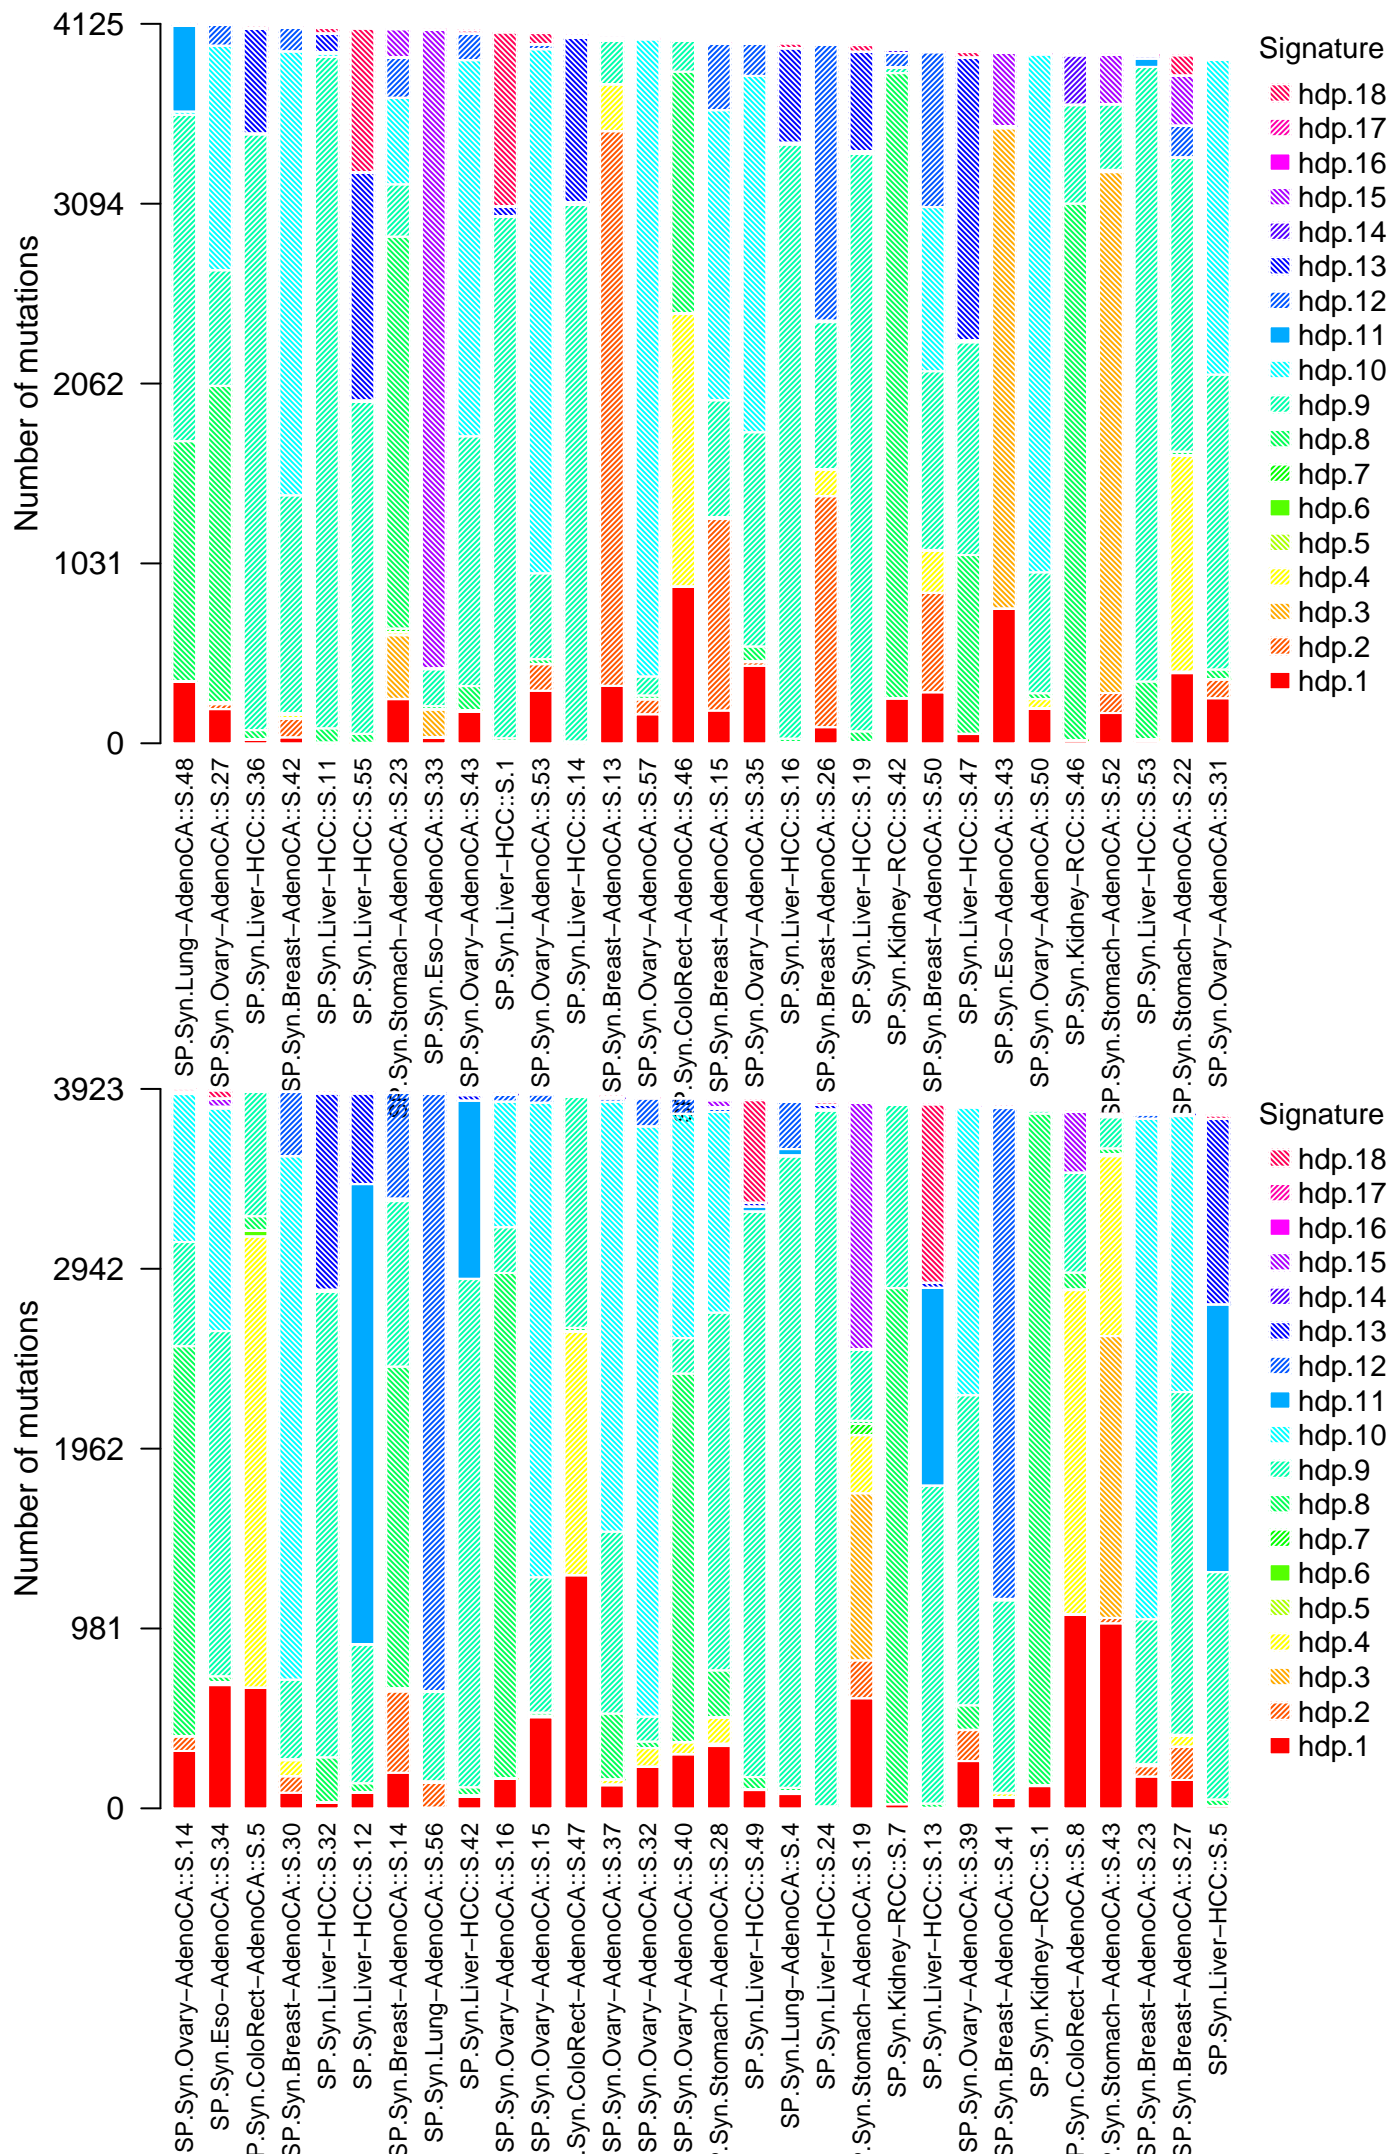 Number of mutations
4125
3094
2062
1031
0
Signature
hdp.18
hdp.17
hdp.16
hdp.15
hdp.14
hdp.13
hdp.12
hdp.11
hdp.10
hdp.9
hdp.8
hdp.7
hdp.6
hdp.5
hdp.4
hdp.3
hdp.2
hdp.1
SP.Syn.Lung−AdenoCA::S.48
SP.Syn.Ovary−AdenoCA::S.27
SP.Syn.Liver−HCC::S.36
SP.Syn.Breast−AdenoCA::S.42
SP.Syn.Liver−HCC::S.11
SP.Syn.Liver−HCC::S.55
SP.Syn.Stomach−AdenoCA::S.23
SP.Syn.Eso−AdenoCA::S.33
SP.Syn.Ovary−AdenoCA::S.43
SP.Syn.Liver−HCC::S.1
SP.Syn.Ovary−AdenoCA::S.53
SP.Syn.Liver−HCC::S.14
SP.Syn.Breast−AdenoCA::S.13
SP.Syn.Ovary−AdenoCA::S.57
SP.Syn.ColoRect−AdenoCA::S.46
SP.Syn.Breast−AdenoCA::S.15
SP.Syn.Ovary−AdenoCA::S.35
SP.Syn.Liver−HCC::S.16
SP.Syn.Breast−AdenoCA::S.26
SP.Syn.Liver−HCC::S.19
SP.Syn.Kidney−RCC::S.42
SP.Syn.Breast−AdenoCA::S.50
SP.Syn.Liver−HCC::S.47
SP.Syn.Eso−AdenoCA::S.43
SP.Syn.Ovary−AdenoCA::S.50
SP.Syn.Kidney−RCC::S.46
SP.Syn.Stomach−AdenoCA::S.52
SP.Syn.Liver−HCC::S.53
SP.Syn.Stomach−AdenoCA::S.22
SP.Syn.Ovary−AdenoCA::S.31
Number of mutations
3923
2942
1962
981
0
Signature
hdp.18
hdp.17
hdp.16
hdp.15
hdp.14
hdp.13
hdp.12
hdp.11
hdp.10
hdp.9
hdp.8
hdp.7
hdp.6
hdp.5
hdp.4
hdp.3
hdp.2
hdp.1
SP.Syn.Ovary−AdenoCA::S.14
SP.Syn.Eso−AdenoCA::S.34
P.Syn.ColoRect−AdenoCA::S.5
SP.Syn.Breast−AdenoCA::S.30
SP.Syn.Liver−HCC::S.32
SP.Syn.Liver−HCC::S.12
SP.Syn.Breast−AdenoCA::S.14
SP.Syn.Lung−AdenoCA::S.56
SP.Syn.Liver−HCC::S.42
SP.Syn.Ovary−AdenoCA::S.16
SP.Syn.Ovary−AdenoCA::S.15
.Syn.ColoRect−AdenoCA::S.47
SP.Syn.Ovary−AdenoCA::S.37
SP.Syn.Ovary−AdenoCA::S.32
SP.Syn.Ovary−AdenoCA::S.40
P.Syn.Stomach−AdenoCA::S.28
SP.Syn.Liver−HCC::S.49
SP.Syn.Lung−AdenoCA::S.4
SP.Syn.Liver−HCC::S.24
P.Syn.Stomach−AdenoCA::S.19
SP.Syn.Kidney−RCC::S.7
SP.Syn.Liver−HCC::S.13
SP.Syn.Ovary−AdenoCA::S.39
SP.Syn.Breast−AdenoCA::S.41
SP.Syn.Kidney−RCC::S.1
P.Syn.ColoRect−AdenoCA::S.8
P.Syn.Stomach−AdenoCA::S.43
SP.Syn.Breast−AdenoCA::S.23
SP.Syn.Breast−AdenoCA::S.27
SP.Syn.Liver−HCC::S.5